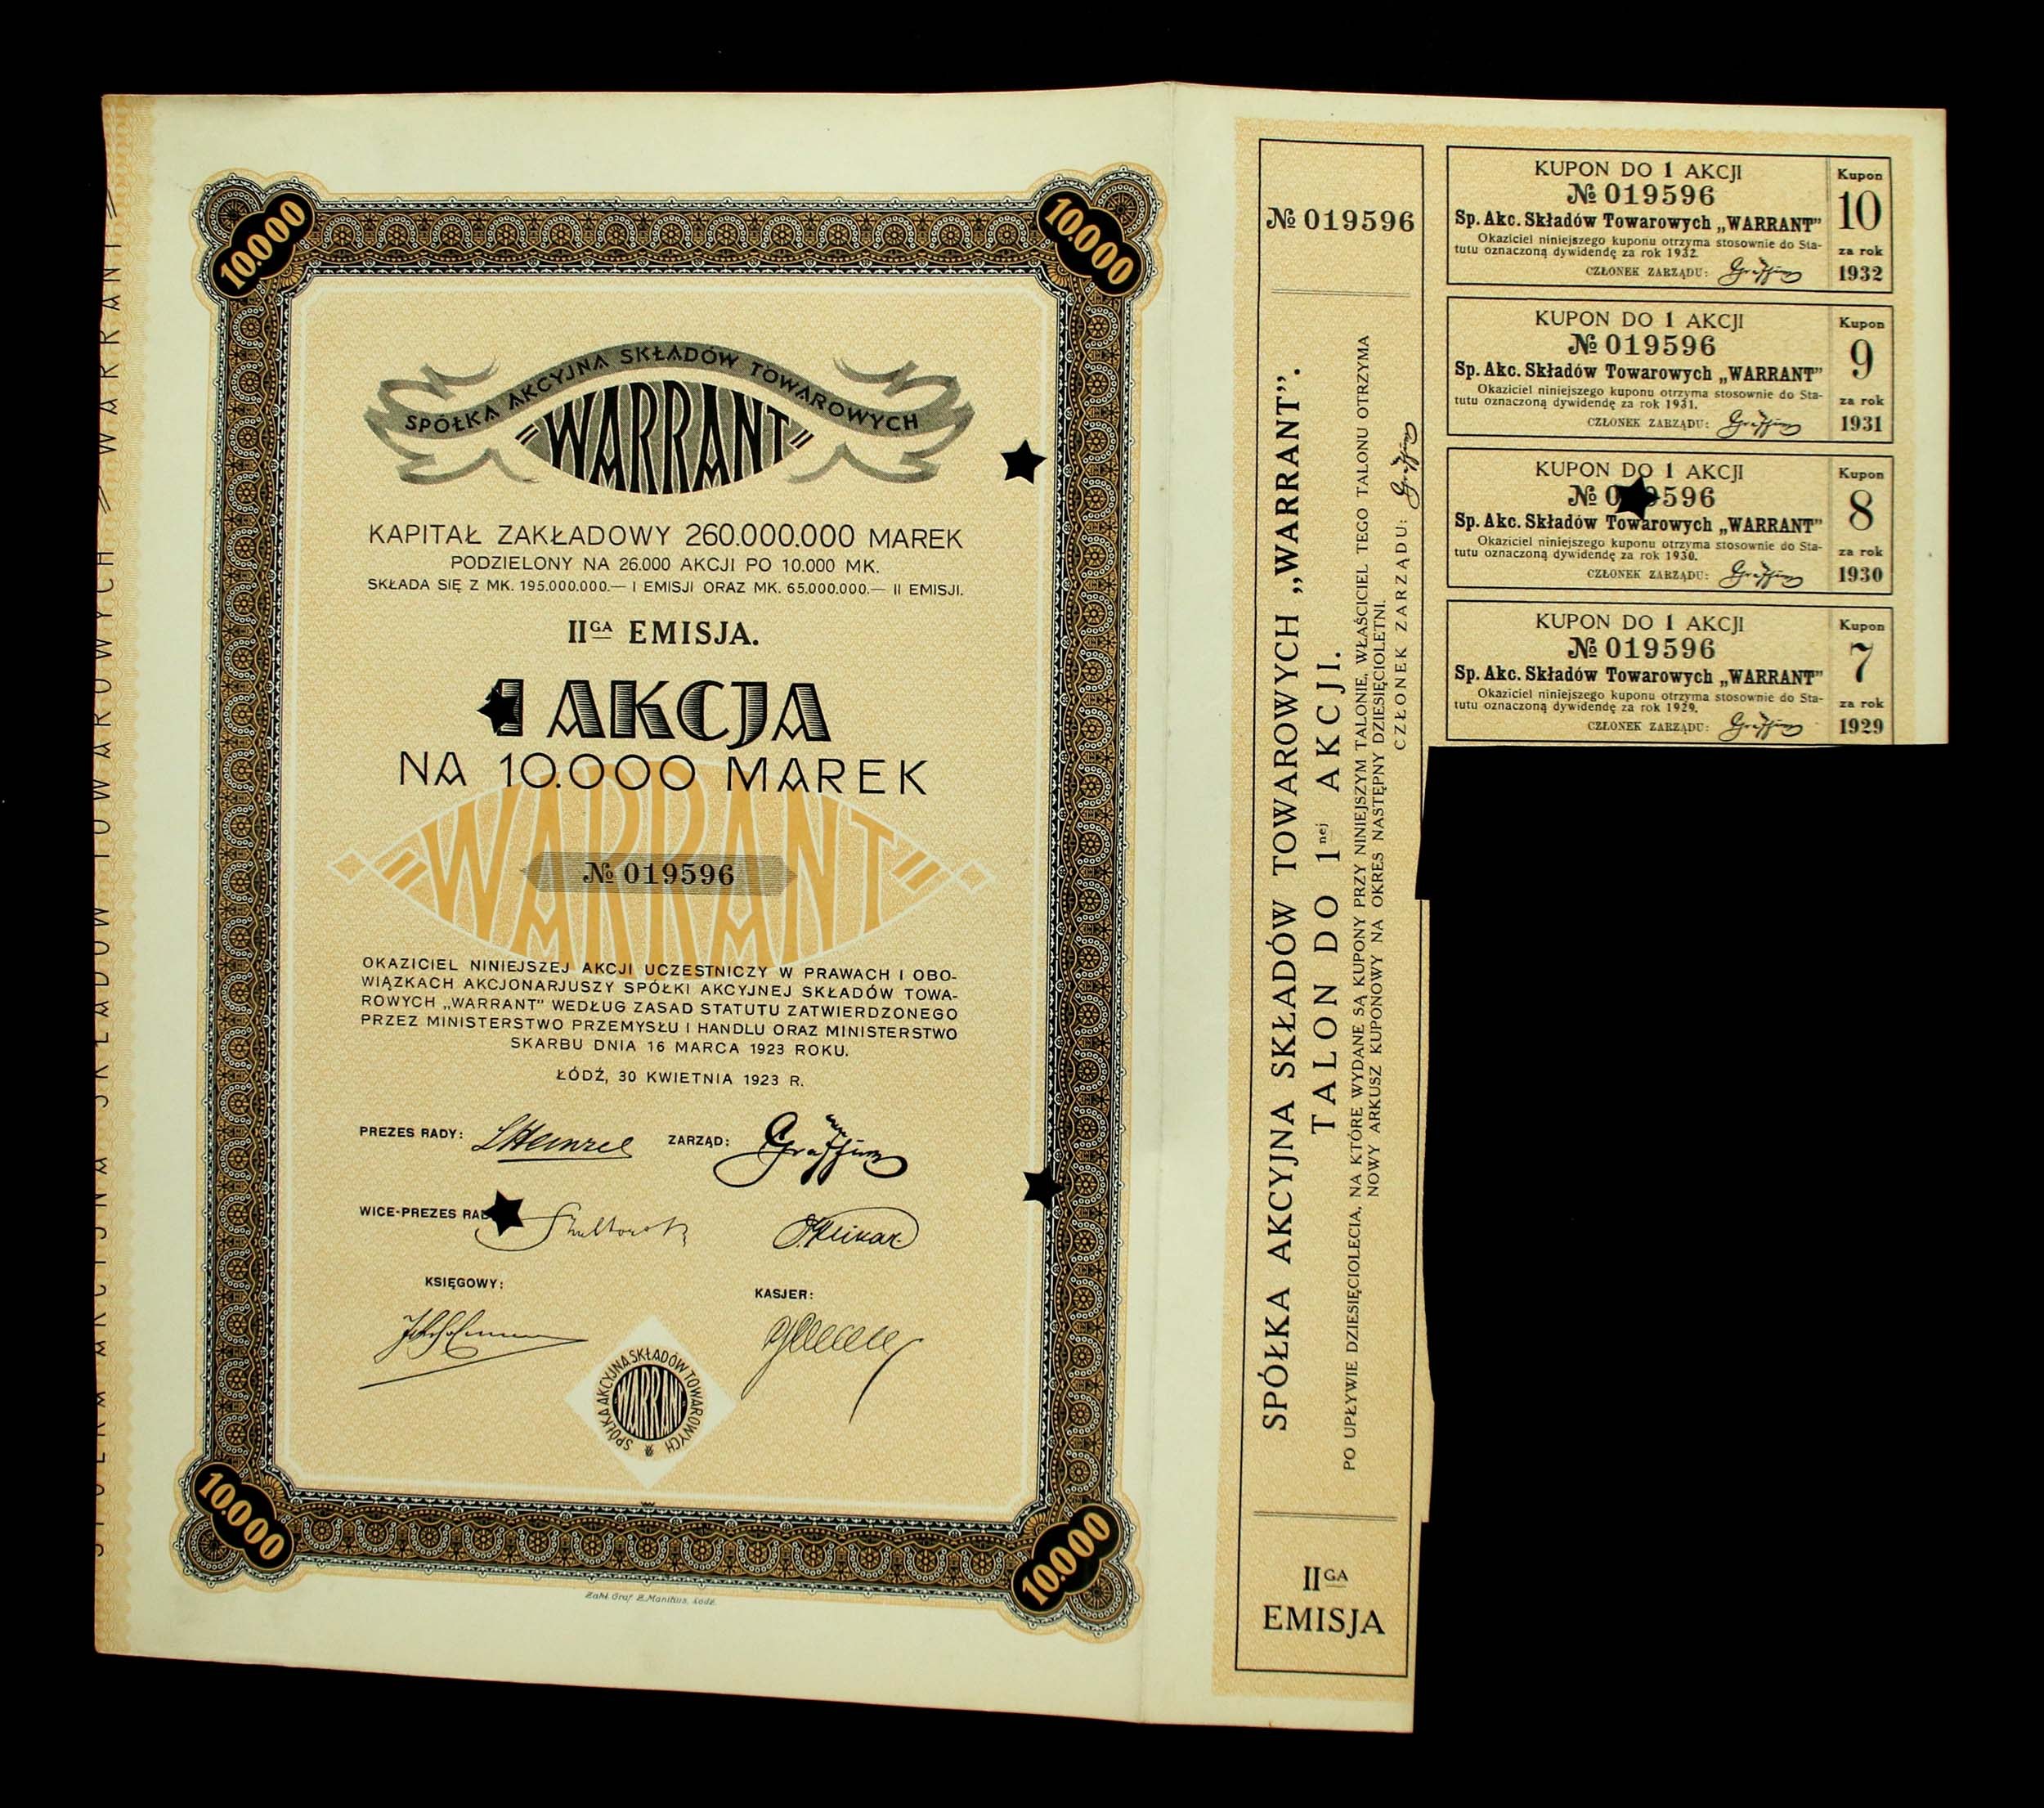 SPÓŁKA AKCYJNA SKŁADÓW TOWAROWYCH „WARRANT”
10.000
10.000
SPÓŁKA AKCYJNA SKŁADÓW TOWAROWYCH
"WARRANT"
KAPITAŁ ZAKŁADOWY 260.000.000 MAREK
PODZIELONY NA 26.000 AKCJI PO 10.000 MK.
SKŁADA SIĘ Z MK. 195.000.000.— I EMISJI ORAZ MK. 65.000.000.— II EMISJI.
IIGA EMISJA.
1 AKCJA
NA 10.000 MAREK
"WARRANT"
№ 019596
OKAZICIEL NINIEJSZEJ AKCJI UCZESTNICZY W PRAWACH I OBO-
WIĄZKACH AKCJONARJUSZY SPÓŁKI AKCYJNEJ SKŁADÓW TOWA-
ROWYCH „WARRANT" WEDŁUG ZASAD STATUTU ZATWIERDZONEGO
PRZEZ MINISTERSTWO PRZEMYSŁU I HANDLU ORAZ MINISTERSTWO
SKARBU DNIA 16 MARCA 1923 ROKU.
ŁÓDŹ, 30 KWIETNIA 1923 R.
PREZES RADY: LHeinzel ZARZĄD:
WICE-PREZES RAD
KSIĘGOWY:
KASJER:
SPÓŁKA AKCYJNA SKŁADÓW TOWAROWYCH
WARRANT
10.000
10.000
Zakł. Graf. Z. Manitius, Łódź.
№ 019596
SPÓŁKA AKCYJNA SKŁADÓW TOWAROWYCH „WARRANT”.
TALON DO 1nej AKCJI.
PO UPŁYWIE DZIESIĘCIOLECIA, NA KTÓRE WYDANE SĄ KUPONY PRZY NINIEJSZYM TALONIE, WŁAŚCICIEL TEGO TALONU OTRZYMA
NOWY ARKUSZ KUPONOWY NA OKRES NASTĘPNY DZIESIĘCIOLETNI.
CZŁONEK ZARZĄDU:
IIGA
EMISJA
KUPON DO 1 AKCJI
№ 019596
Sp. Akc. Składów Towarowych „WARRANT”
Okaziciel niniejszego kuponu otrzyma stosownie do Sta-
tutu oznaczoną dywidendę za rok 1932.
CZŁONEK ZARZĄDU:
Kupon
10
za rok
1932
KUPON DO 1 AKCJI
№ 019596
Sp. Akc. Składów Towarowych „WARRANT”
Okaziciel niniejszego kuponu otrzyma stosownie do Sta-
tutu oznaczoną dywidendę za rok 1931.
CZŁONEK ZARZĄDU:
Kupon
9
za rok
1931
KUPON DO 1 AKCJI
№ 0 9596
Sp. Akc. Składów Towarowych „WARRANT”
Okaziciel niniejszego kuponu otrzyma stosownie do Sta-
tutu oznaczoną dywidendę za rok 1930.
CZŁONEK ZARZĄDU:
Kupon
8
za rok
1930
KUPON DO 1 AKCJI
№ 019596
Sp. Akc. Składów Towarowych „WARRANT”
Okaziciel niniejszego kuponu otrzyma stosownie do Sta-
tutu oznaczoną dywidendę za rok 1929.
CZŁONEK ZARZĄDU:
Kupon
7
za rok
1929